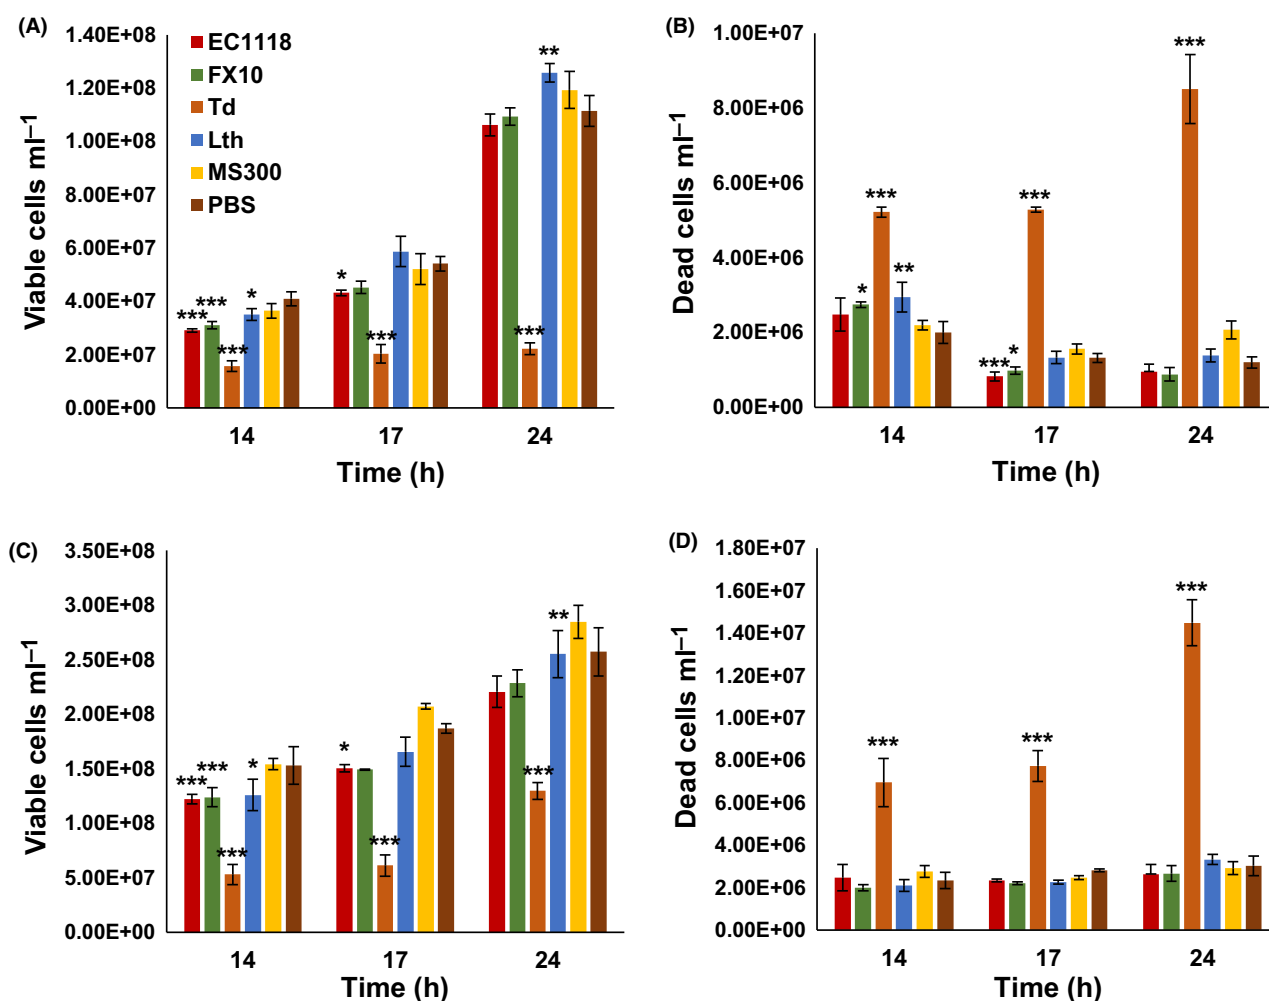 (A)
Viable cells ml–1
1.40E+08
1.20E+08
1.00E+08
8.00E+07
6.00E+07
4.00E+07
2.00E+07
0.00E+00
EC1118
FX10
Td
Lth
MS300
PBS
*** *** *** *
* ***
** ***
14 17 24
Time (h)
(B)
Dead cells ml–1
1.00E+07
8.00E+06
6.00E+06
4.00E+06
2.00E+06
0.00E+00
* *** **
*** * ***
***
14 17 24
Time (h)
(C)
Viable cells ml–1
3.50E+08
3.00E+08
2.50E+08
2.00E+08
1.50E+08
1.00E+08
5.00E+07
0.00E+00
*** *** *** *
* ***
*** **
14 17 24
Time (h)
(D)
Dead cells ml–1
1.80E+07
1.60E+07
1.40E+07
1.20E+07
1.00E+07
8.00E+06
6.00E+06
4.00E+06
2.00E+06
0.00E+00
***
***
***
14 17 24
Time (h)